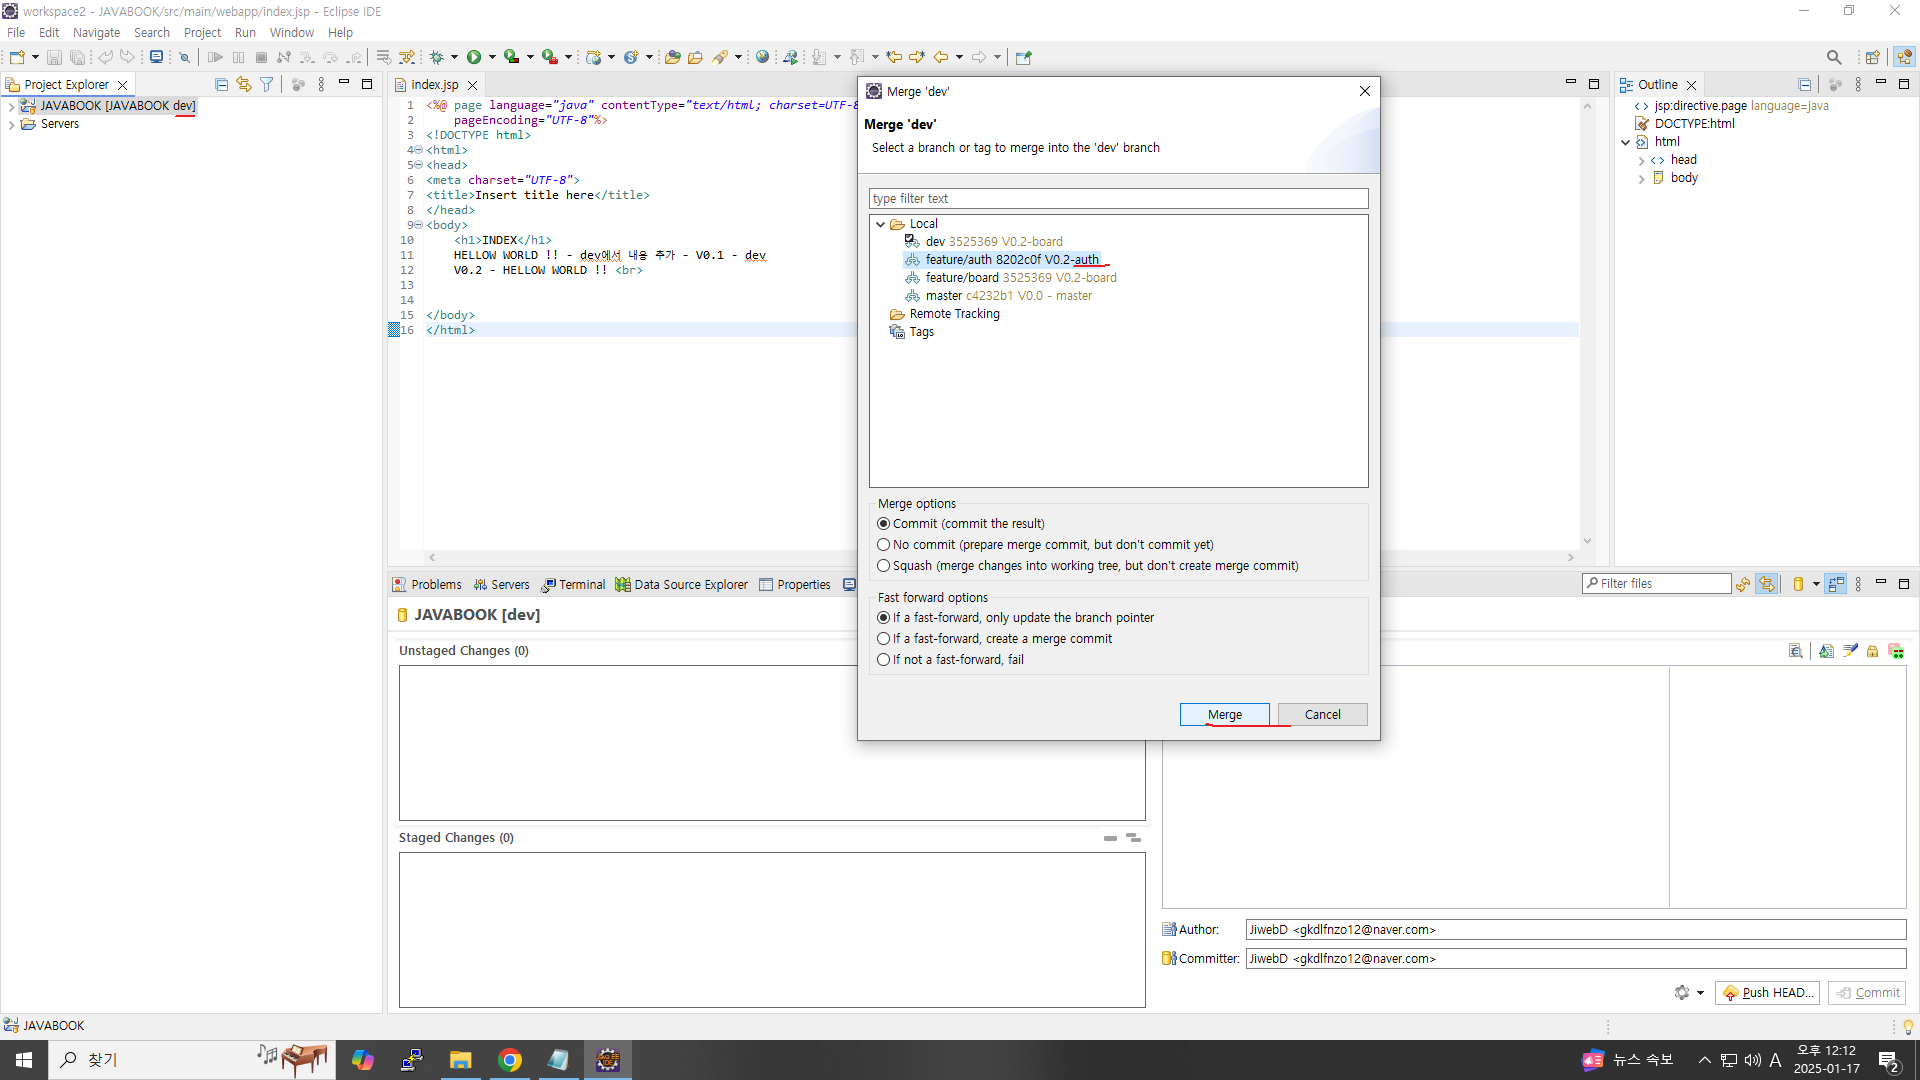 workspace2 - JAVABOOK/src/main/webapp/index.jsp - Eclipse IDE
File Edit Navigate Search Project Run Window Help
Project Explorer
JAVABOOK [JAVABOOK dev]
Servers
index.jsp
1 <%@ page language="java" contentType="text/html; charset=UTF-8
2 pageEncoding="UTF-8"%>
3 <!DOCTYPE html>
4 <html>
5 <head>
6 <meta charset="UTF-8">
7 <title>Insert title here</title>
8 </head>
9 <body>
10 <h1>INDEX</h1>
11 HELLOW WORLD !! - dev에서 내용 추가 - V0.1 - dev
12 V0.2 - HELLOW WORLD !! <br>
13
14
15 </body>
16 </html>
Merge 'dev'
Merge 'dev'
Select a branch or tag to merge into the 'dev' branch
type filter text
Local
dev 3525369 V0.2-board
feature/auth 8202c0f V0.2-auth
feature/board 3525369 V0.2-board
master c4232b1 V0.0 - master
Remote Tracking
Tags
Merge options
Commit (commit the result)
No commit (prepare merge commit, but don't commit yet)
Squash (merge changes into working tree, but don't create merge commit)
Fast forward options
If a fast-forward, only update the branch pointer
If a fast-forward, create a merge commit
If not a fast-forward, fail
Merge Cancel
Outline
jsp:directive.page language=java
DOCTYPE:html
html
head
body
Problems Servers Terminal Data Source Explorer Properties
Filter files
JAVABOOK [dev]
Unstaged Changes (0)
Staged Changes (0)
Author: JiwebD <gkdlfnzo12@naver.com>
Committer: JiwebD <gkdlfnzo12@naver.com>
Push HEAD... Commit
JAVABOOK
찾기
뉴스 속보
A
오후 12:12
2025-01-17
2